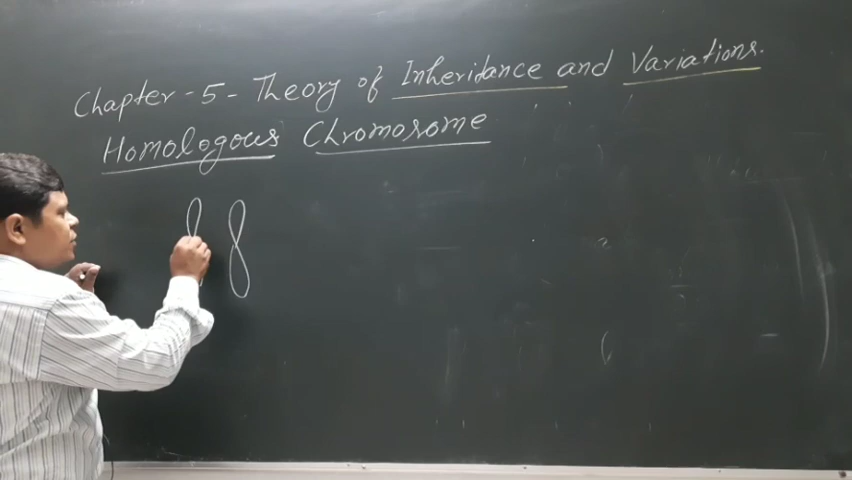 Chapter - 5 - Theory of Inheritance and Variations.
Homologous Chromosome